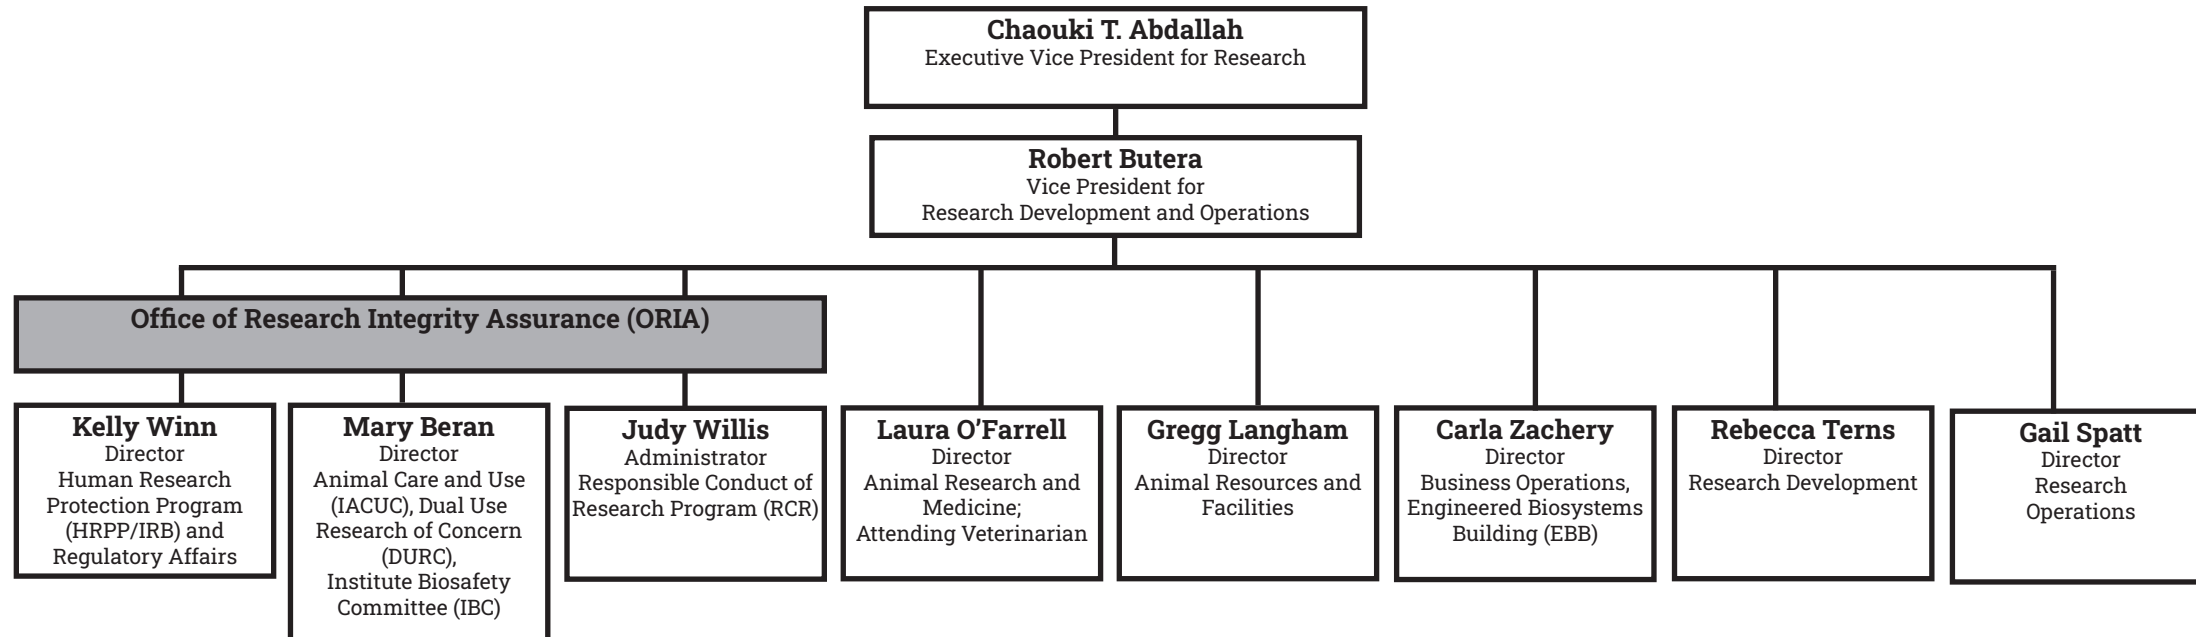 Chaouki T. Abdallah
Executive Vice President for Research
Robert Butera
Vice President for
Research Development and Operations
Office of Research Integrity Assurance (ORIA)
Kelly Winn
Director
Human Research
Protection Program
(HRPP/IRB) and
Regulatory Affairs
Mary Beran
Director
Animal Care and Use
(IACUC), Dual Use
Research of Concern
(DURC),
Institute Biosafety
Committee (IBC)
Judy Willis
Administrator
Responsible Conduct of
Research Program (RCR)
Laura O’Farrell
Director
Animal Research and
Medicine;
Attending Veterinarian
Gregg Langham
Director
Animal Resources and
Facilities
Carla Zachery
Director
Business Operations,
Engineered Biosystems
Building (EBB)
Rebecca Terns
Director
Research Development
Gail Spatt
Director
Research
Operations